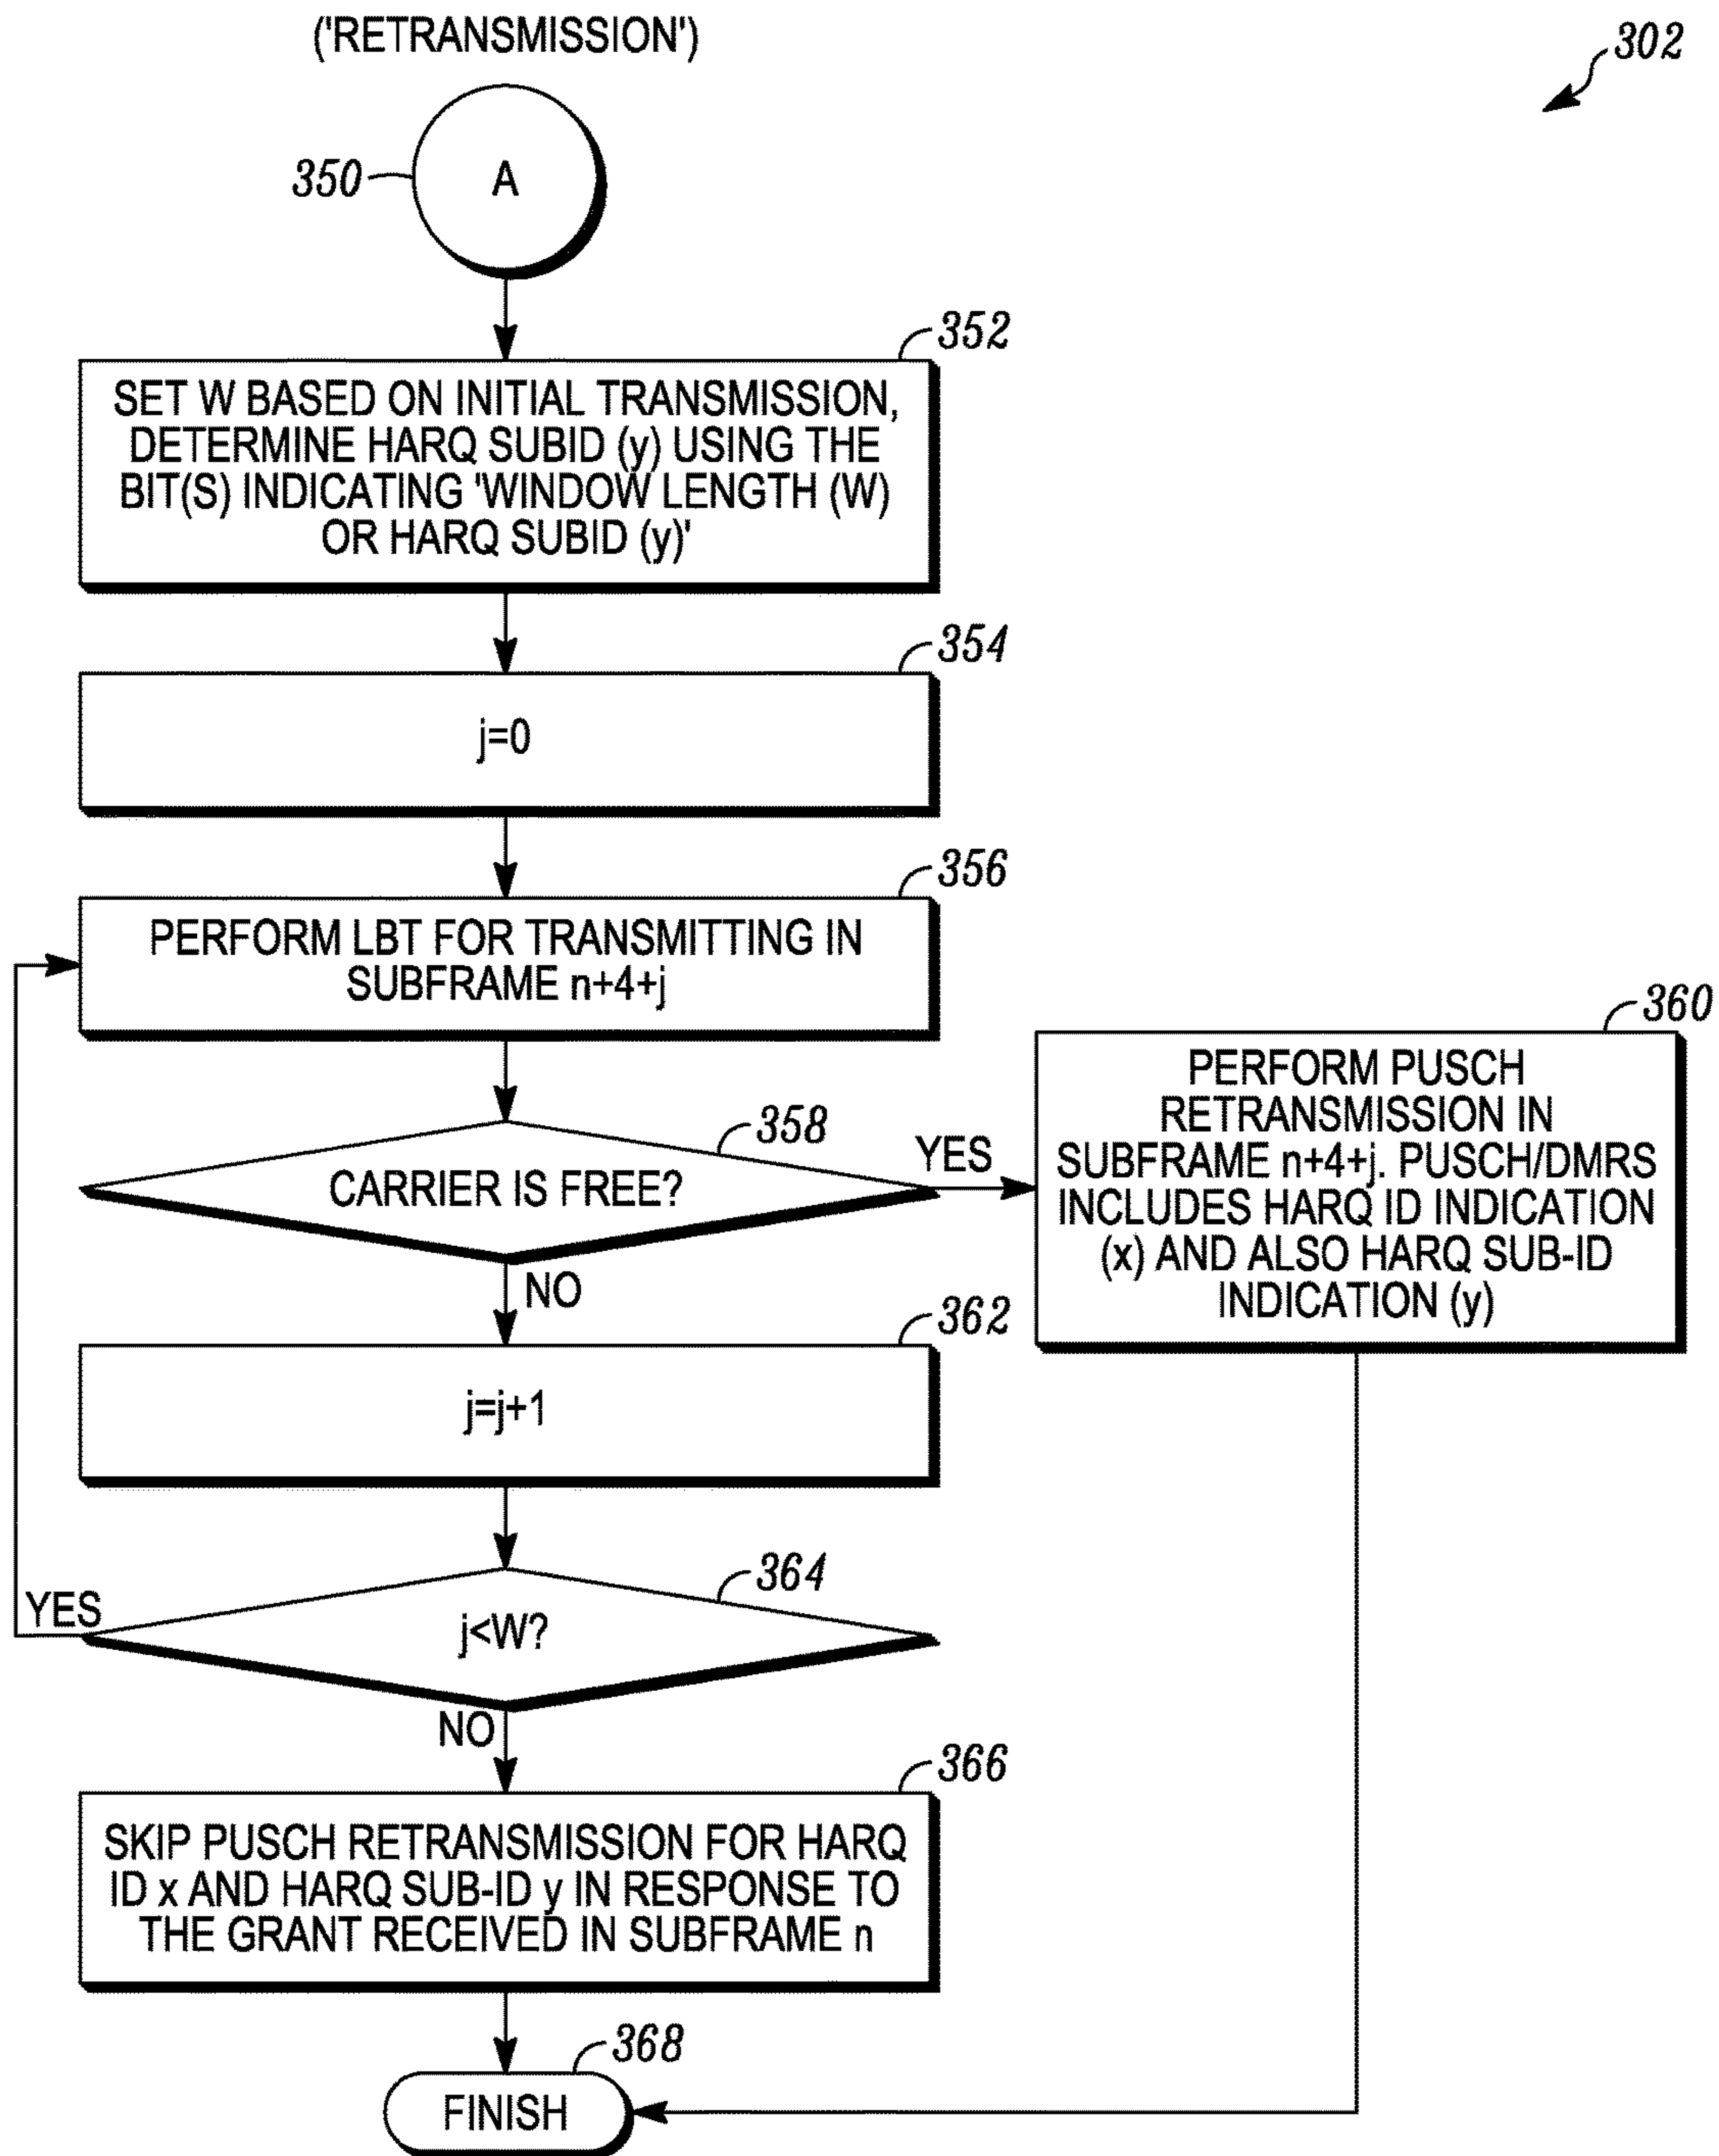 ('RETRANSMISSION')
302
350
A
352
SET W BASED ON INITIAL TRANSMISSION,
DETERMINE HARQ SUBID (y) USING THE
BIT(S) INDICATING 'WINDOW LENGTH (W)
OR HARQ SUBID (y)'
354
j=0
356
PERFORM LBT FOR TRANSMITTING IN
SUBFRAME n+4+j
358
CARRIER IS FREE?
YES
360
PERFORM PUSCH
RETRANSMISSION IN
SUBFRAME n+4+j. PUSCH/DMRS
INCLUDES HARQ ID INDICATION
(x) AND ALSO HARQ SUB-ID
INDICATION (y)
NO
362
j=j+1
364
YES
j<W?
NO
366
SKIP PUSCH RETRANSMISSION FOR HARQ
ID x AND HARQ SUB-ID y IN RESPONSE TO
THE GRANT RECEIVED IN SUBFRAME n
368
FINISH